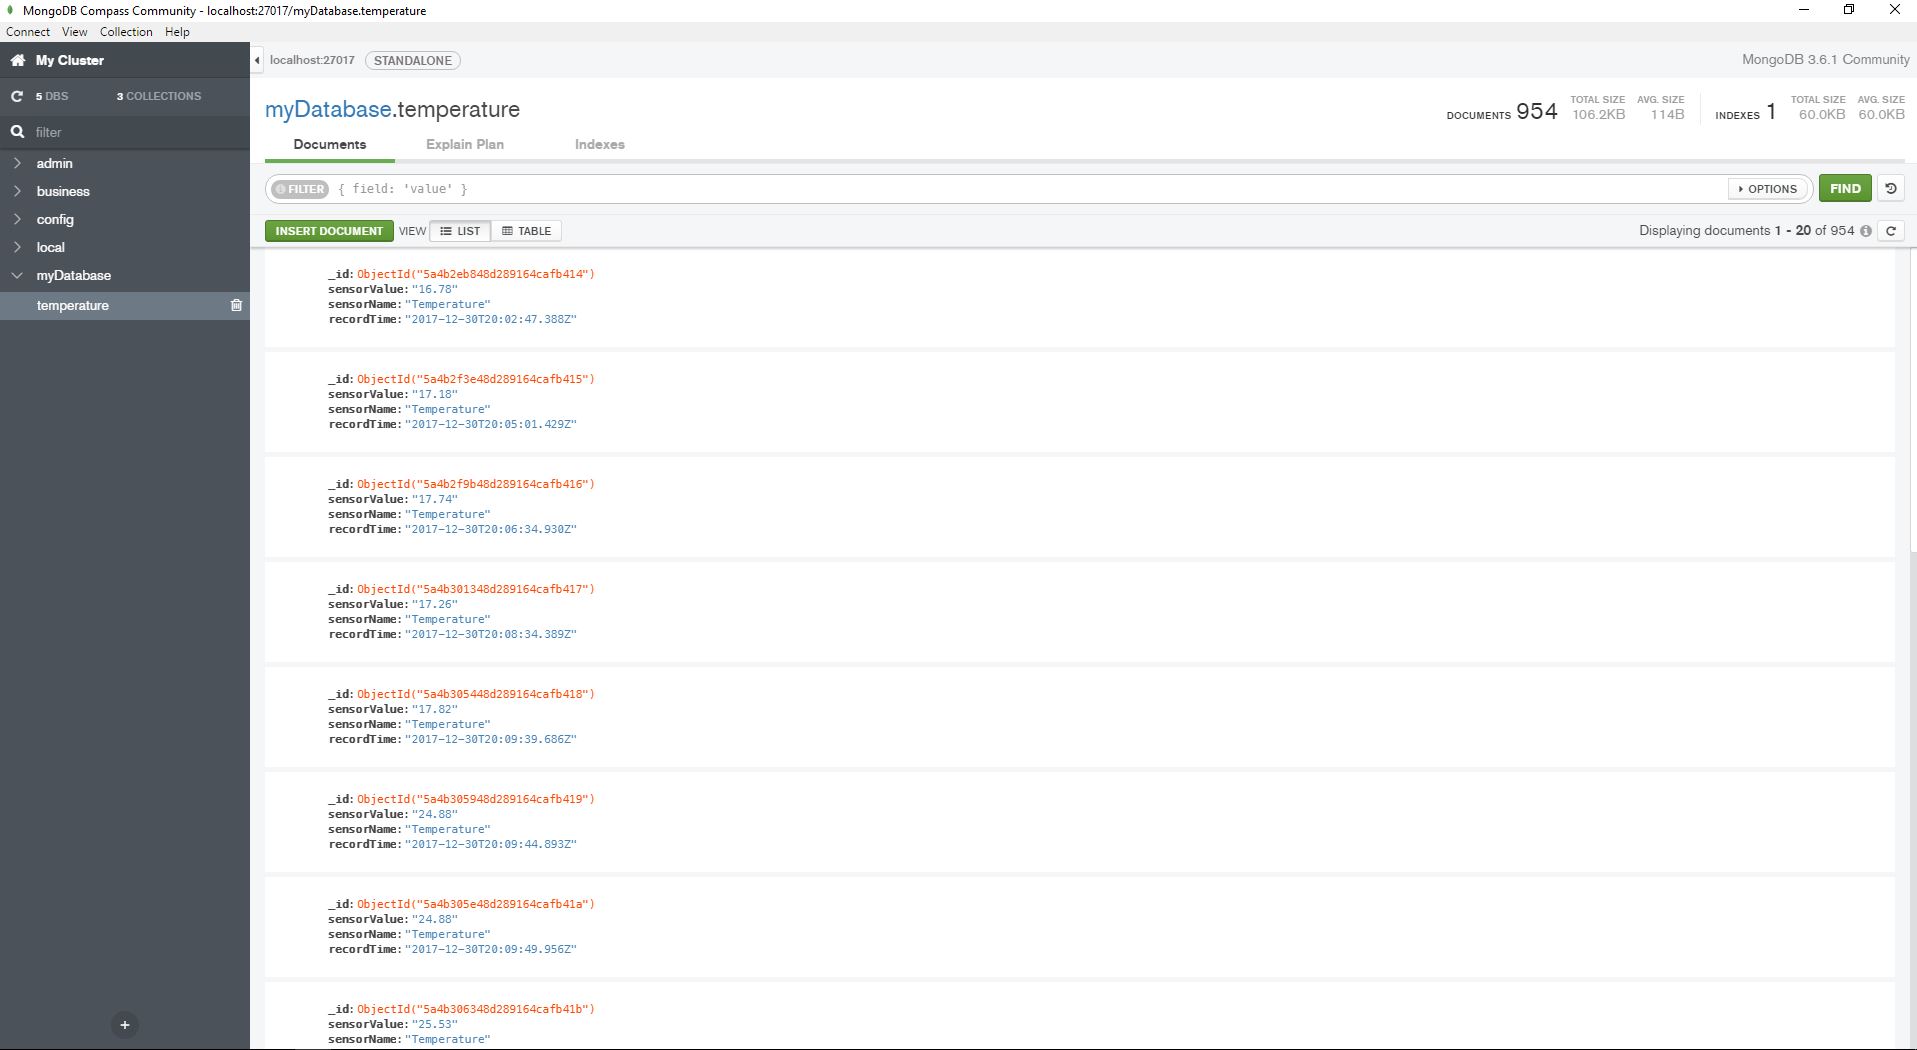 MongoDB Compass Community - localhost:27017/myDatabase.temperature
Connect View Collection Help
My Cluster
5 DBS 3 COLLECTIONS
filter
admin
business
config
local
myDatabase
temperature
localhost:27017 STANDALONE
MongoDB 3.6.1 Community
myDatabase.temperature
DOCUMENTS 954 TOTAL SIZE 106.2KB AVG. SIZE 114B INDEXES 1 TOTAL SIZE 60.0KB AVG. SIZE 60.0KB
Documents Explain Plan Indexes
FILTER { field: 'value' } OPTIONS FIND
INSERT DOCUMENT VIEW LIST TABLE Displaying documents 1 - 20 of 954
_id: ObjectId("5a4b2eb848d289164cafb414")
sensorValue: "16.78"
sensorName: "Temperature"
recordTime: "2017-12-30T20:02:47.388Z"
_id: ObjectId("5a4b2f3e48d289164cafb415")
sensorValue: "17.18"
sensorName: "Temperature"
recordTime: "2017-12-30T20:05:01.429Z"
_id: ObjectId("5a4b2f9b48d289164cafb416")
sensorValue: "17.74"
sensorName: "Temperature"
recordTime: "2017-12-30T20:06:34.930Z"
_id: ObjectId("5a4b301348d289164cafb417")
sensorValue: "17.26"
sensorName: "Temperature"
recordTime: "2017-12-30T20:08:34.389Z"
_id: ObjectId("5a4b305448d289164cafb418")
sensorValue: "17.82"
sensorName: "Temperature"
recordTime: "2017-12-30T20:09:39.686Z"
_id: ObjectId("5a4b305948d289164cafb419")
sensorValue: "24.88"
sensorName: "Temperature"
recordTime: "2017-12-30T20:09:44.893Z"
_id: ObjectId("5a4b305e48d289164cafb41a")
sensorValue: "24.88"
sensorName: "Temperature"
recordTime: "2017-12-30T20:09:49.956Z"
_id: ObjectId("5a4b306348d289164cafb41b")
sensorValue: "25.53"
sensorName: "Temperature"